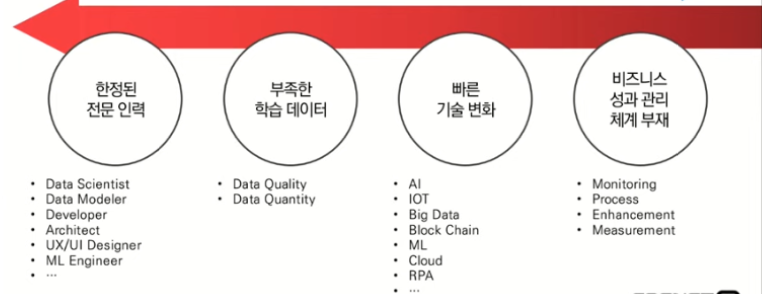 한정된
전문 인력
부족한
학습 데이터
빠른
기술 변화
비즈니스
성과 관리
체계 부재
• Data Scientist
• Data Modeler
• Developer
• Architect
• UX/UI Designer
• ML Engineer
• ...
• Data Quality
• Data Quantity
• AI
• IOT
• Big Data
• Block Chain
• ML
• Cloud
• RPA
• ...
• Monitoring
• Process
• Enhancement
• Measurement